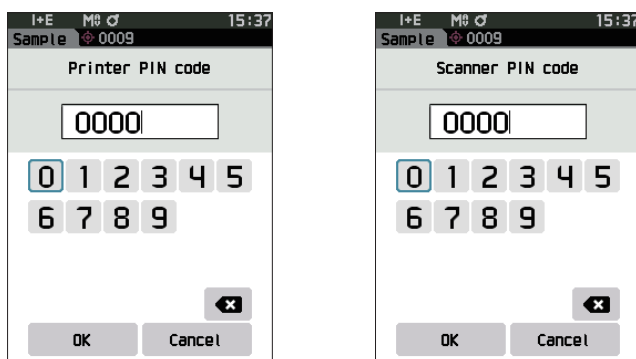 I+E M 15:37
Sample 0009
Printer PIN code
0000
0 1 2 3 4 5
6 7 8 9
OK Cancel
I+E M 15:37
Sample 0009
Scanner PIN code
0000
0 1 2 3 4 5
6 7 8 9
OK Cancel